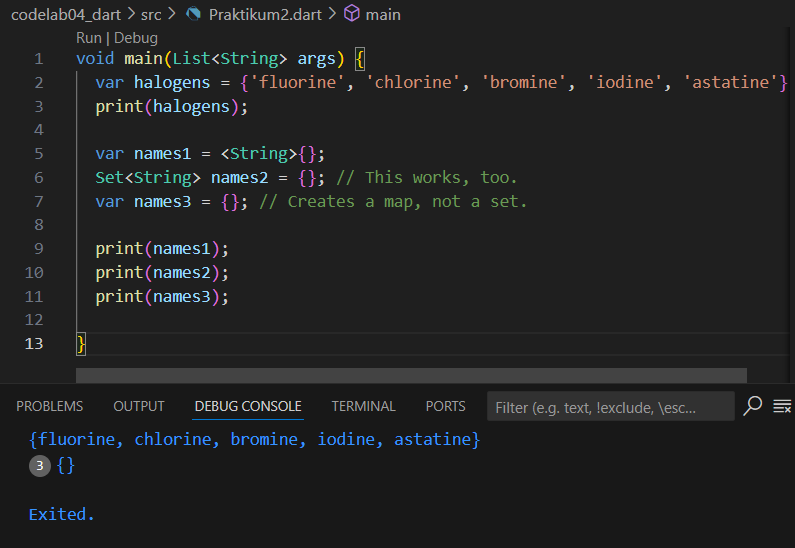 codelab04_dart > src > Praktikum2.dart > main
Run | Debug
1 void main(List<String> args) {
2 var halogens = {'fluorine', 'chlorine', 'bromine', 'iodine', 'astatine'}
3 print(halogens);
4
5 var names1 = <String>{};
6 Set<String> names2 = {}; // This works, too.
7 var names3 = {}; // Creates a map, not a set.
8
9 print(names1);
10 print(names2);
11 print(names3);
12
13 }
PROBLEMS OUTPUT DEBUG CONSOLE TERMINAL PORTS Filter (e.g. text, !exclude, \esc...
{fluorine, chlorine, bromine, iodine, astatine}
3 {}
Exited.